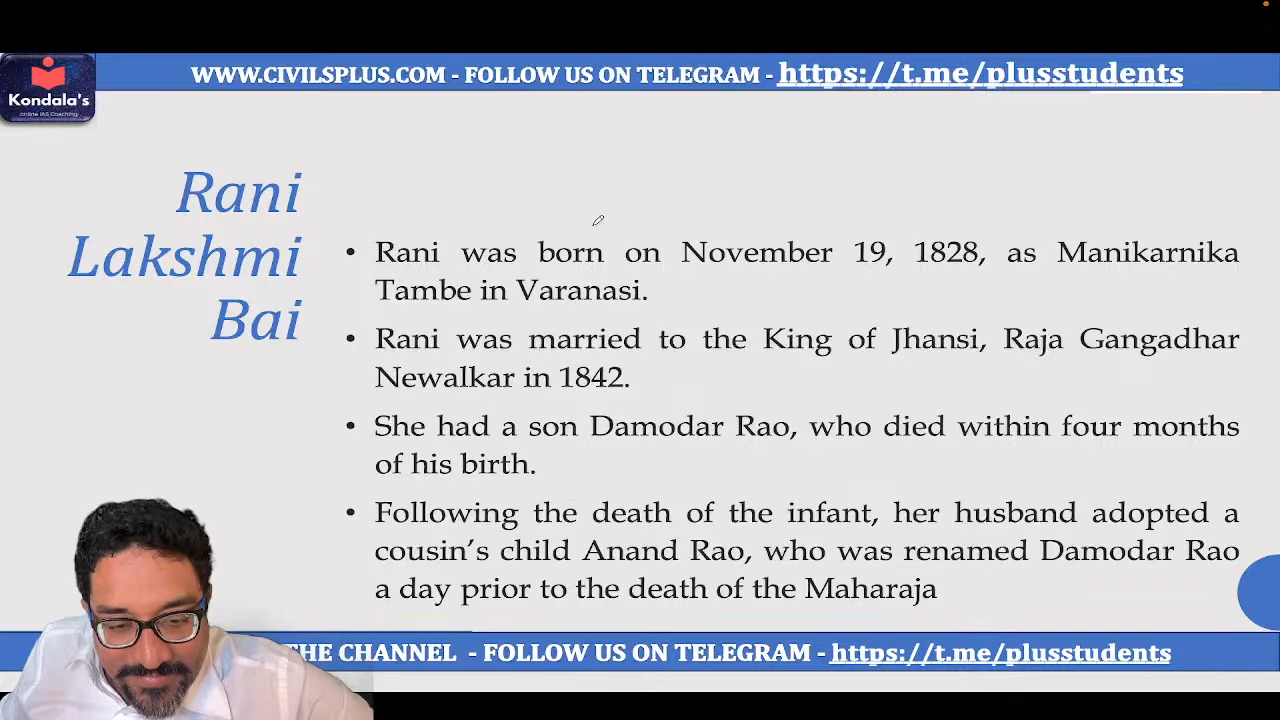 WWW.CIVILSPLUS.COM - FOLLOW US ON TELEGRAM - https://t.me/plusstudents
Kondala's
online IAS Coaching
Rani
Lakshmi
Bai
• Rani was born on November 19, 1828, as Manikarnika
Tambe in Varanasi.
• Rani was married to the King of Jhansi, Raja Gangadhar
Newalkar in 1842.
• She had a son Damodar Rao, who died within four months
of his birth.
• Following the death of the infant, her husband adopted a
cousin's child Anand Rao, who was renamed Damodar Rao
a day prior to the death of the Maharaja
THE CHANNEL - FOLLOW US ON TELEGRAM - https://t.me/plusstudents